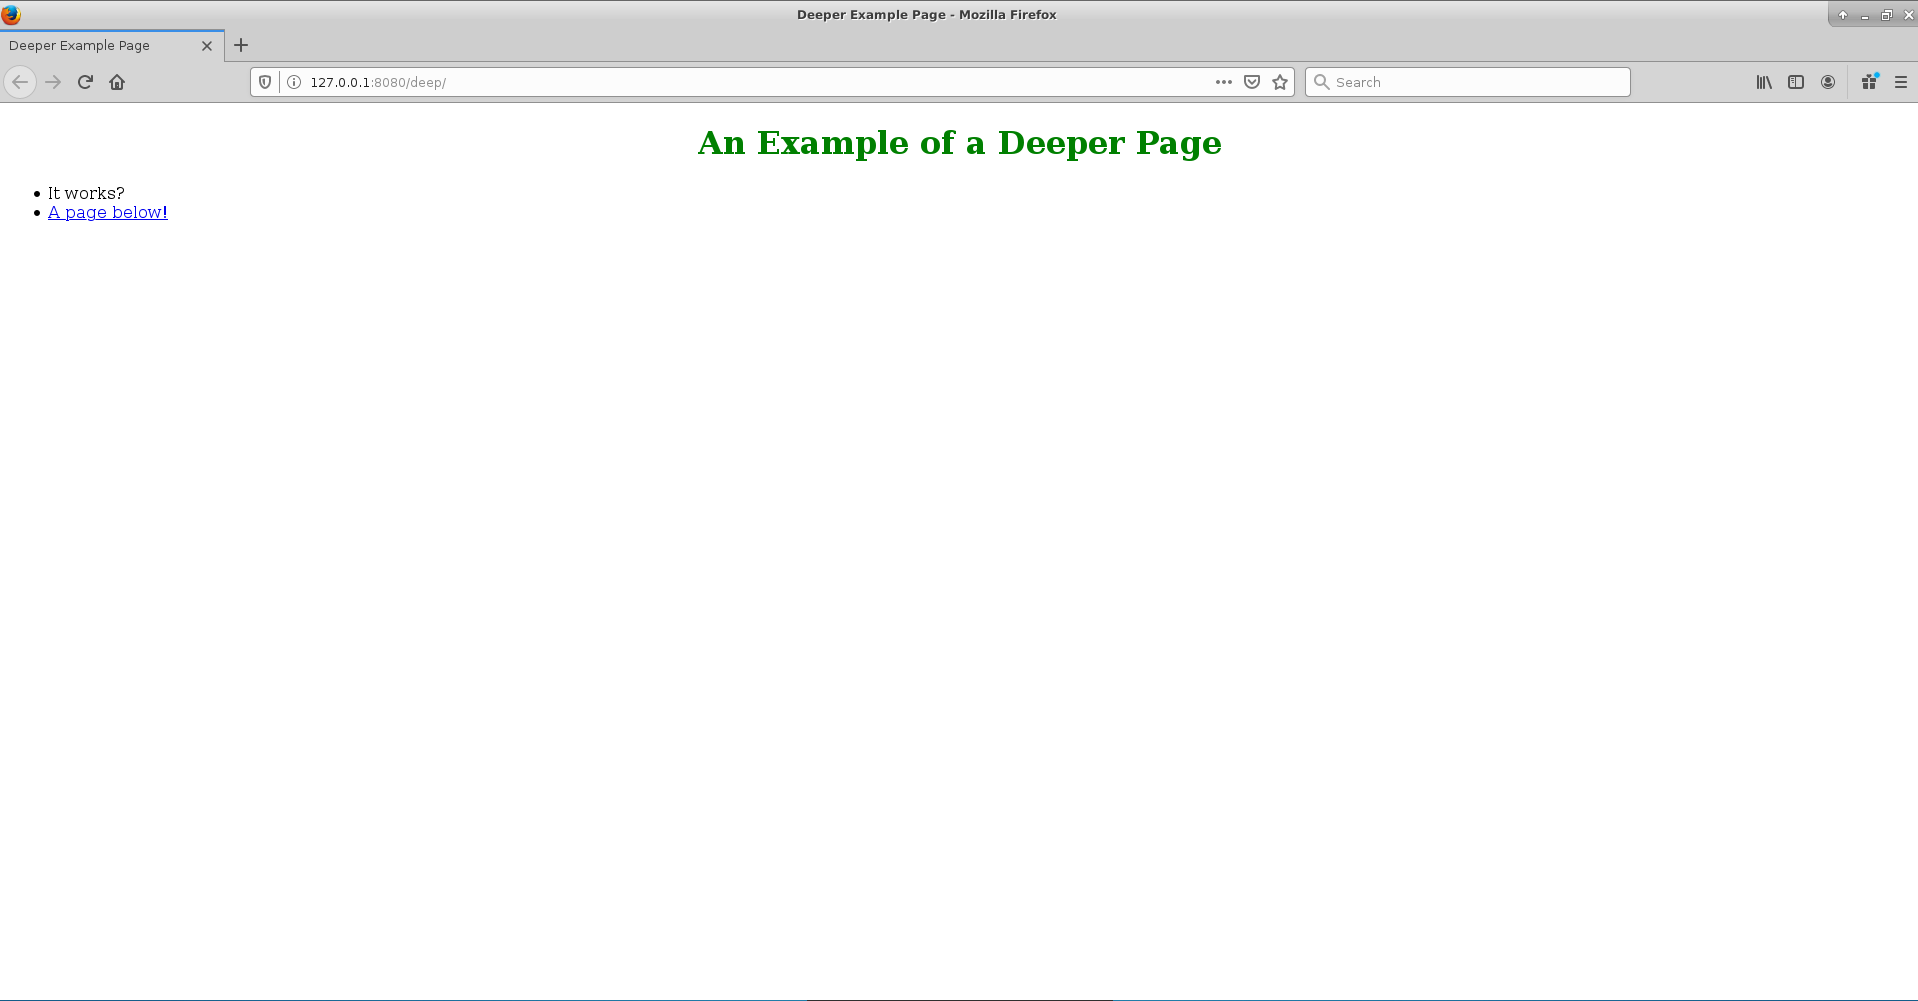 Deeper Example Page - Mozilla Firefox
Deeper Example Page
127.0.0.1:8080/deep/
Search
An Example of a Deeper Page
It works?
A page below!